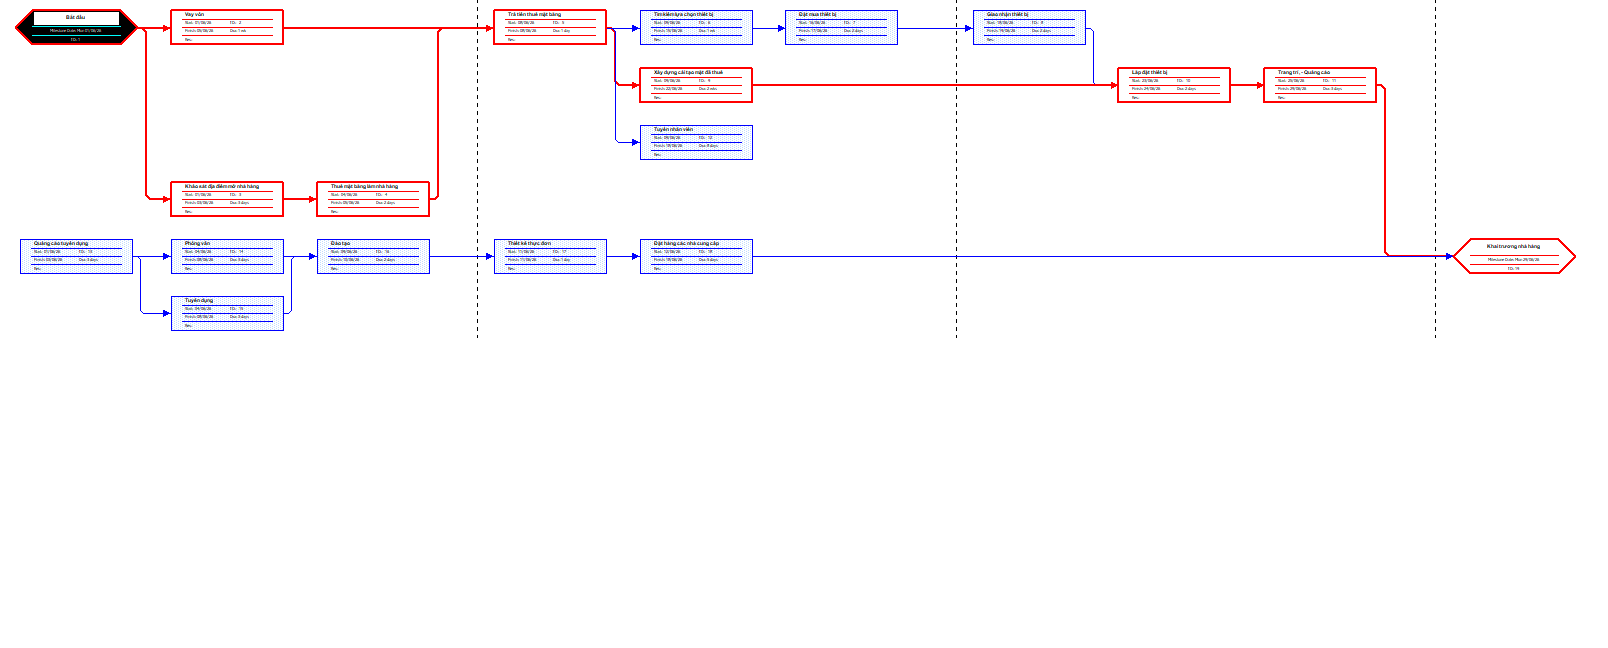 Bắt đầu
Milestone Date: Mon 01/06/26
ID: 1
Vay vốn
Start: 01/06/26 ID: 2
Finish: 05/06/26 Dur: 1 wk
Res:
Trả tiền thuê mặt bằng
Start: 08/06/26 ID: 5
Finish: 08/06/26 Dur: 1 day
Res:
Tìm kiếm lựa chọn thiết bị
Start: 09/06/26 ID: 6
Finish: 15/06/26 Dur: 1 wk
Res:
Đặt mua thiết bị
Start: 16/06/26 ID: 7
Finish: 17/06/26 Dur: 2 days
Res:
Giao nhận thiết bị
Start: 18/06/26 ID: 8
Finish: 19/06/26 Dur: 2 days
Res:
Xây dựng cải tạo mặt đã thuê
Start: 09/06/26 ID: 9
Finish: 22/06/26 Dur: 2 wks
Res:
Lắp đặt thiết bị
Start: 23/06/26 ID: 10
Finish: 24/06/26 Dur: 2 days
Res:
Trang trí, - Quảng cáo
Start: 25/06/26 ID: 11
Finish: 29/06/26 Dur: 3 days
Res:
Tuyển nhân viên
Start: 09/06/26 ID: 12
Finish: 18/06/26 Dur: 8 days
Res:
Khảo sát địa điểm mở nhà hàng
Start: 01/06/26 ID: 3
Finish: 03/06/26 Dur: 3 days
Res:
Thuê mặt bằng làm nhà hàng
Start: 04/06/26 ID: 4
Finish: 05/06/26 Dur: 2 days
Res:
Quảng cáo tuyển dụng
Start: 01/06/26 ID: 13
Finish: 03/06/26 Dur: 3 days
Res:
Phỏng vấn
Start: 04/06/26 ID: 14
Finish: 08/06/26 Dur: 3 days
Res:
Đào tạo
Start: 09/06/26 ID: 16
Finish: 10/06/26 Dur: 2 days
Res:
Thiết kế thực đơn
Start: 11/06/26 ID: 17
Finish: 11/06/26 Dur: 1 day
Res:
Đặt hàng các nhà cung cấp
Start: 12/06/26 ID: 18
Finish: 18/06/26 Dur: 5 days
Res:
Khai trương nhà hàng
Milestone Date: Mon 29/06/26
ID: 19
Tuyển dụng
Start: 04/06/26 ID: 15
Finish: 08/06/26 Dur: 3 days
Res: